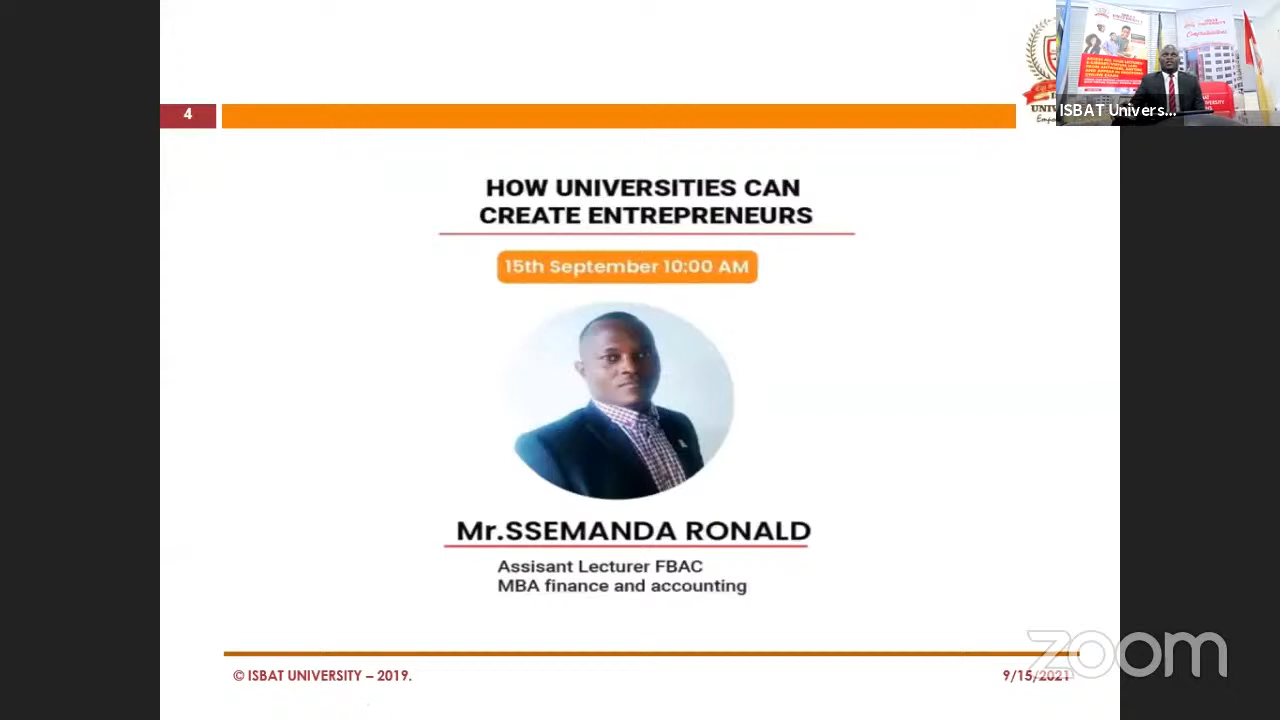 4
HOW UNIVERSITIES CAN
CREATE ENTREPRENEURS
15th September 10:00 AM
Mr.SSEMANDA RONALD
Assisant Lecturer FBAC
MBA finance and accounting
© ISBAT UNIVERSITY – 2019.
9/15/2021
zoom
ISBAT Univers...